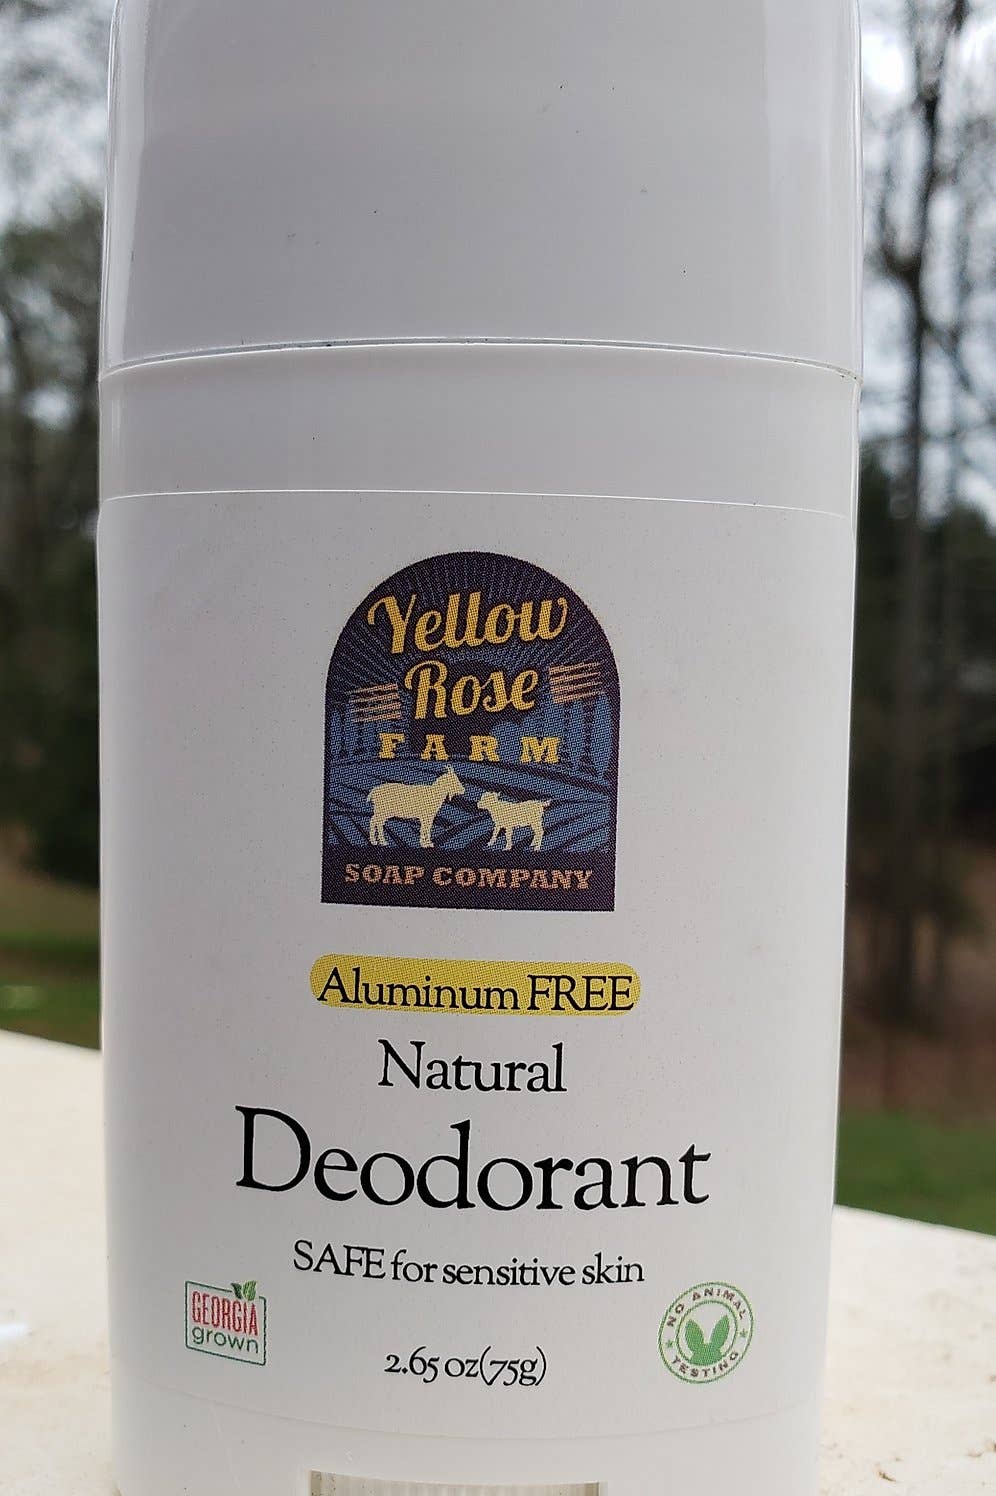 Yellow
Rose
FARM
SOAP COMPANY
Aluminum FREE
Natural
Deodorant
SAFE for sensitive skin
GEORGIA
grown
2.65 oz(75g)
NO ANIMAL
TESTING